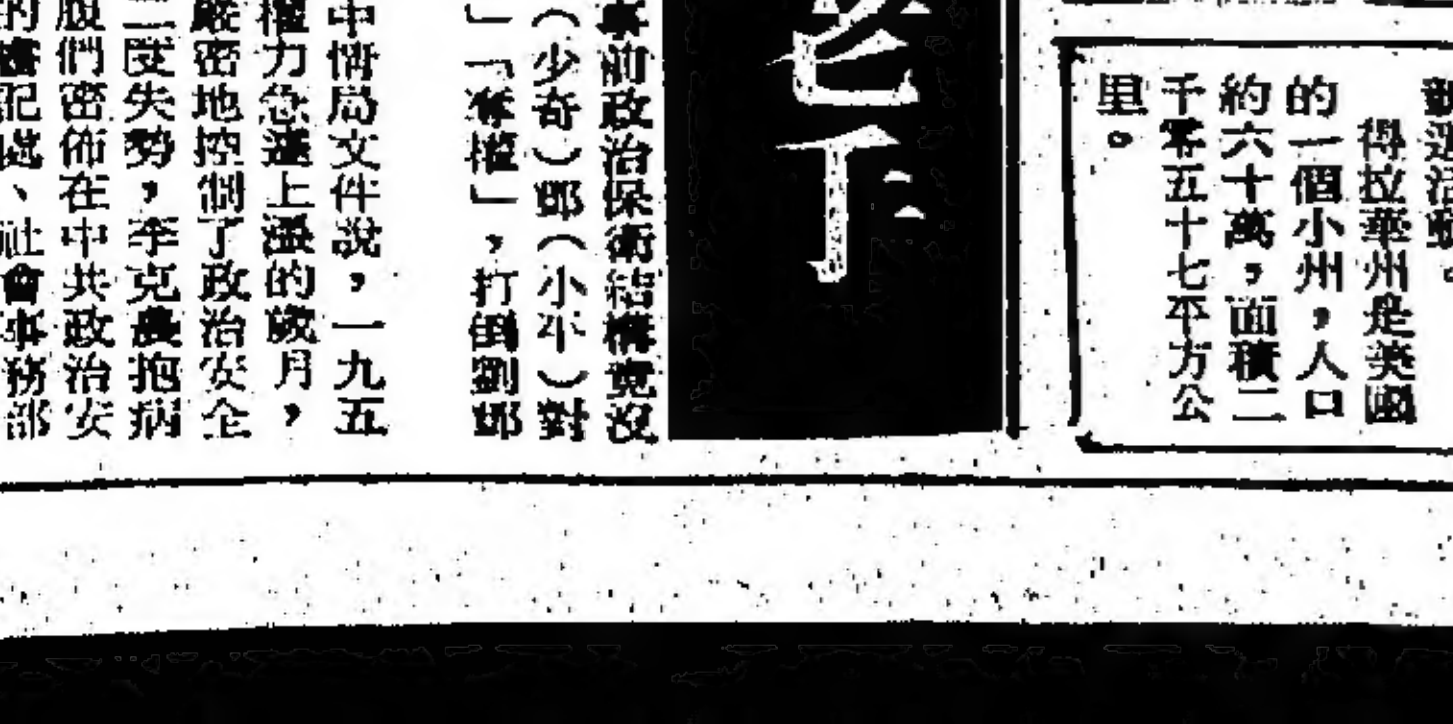 得拉華州是美國
的一個小州，人口
約六十萬，面積二
千零五十七平方公
里。
前政治保衛結構竟沒
（少奇）鄧（小平）對
」「奪權」，打倒劉鄧
中情局文件說，一九五
權力急速上漲的歲月，
嚴密地控制了政治安全
二度失勢，李克農抱病
腹們密佈在中共政治安
的書記處、社會事務部